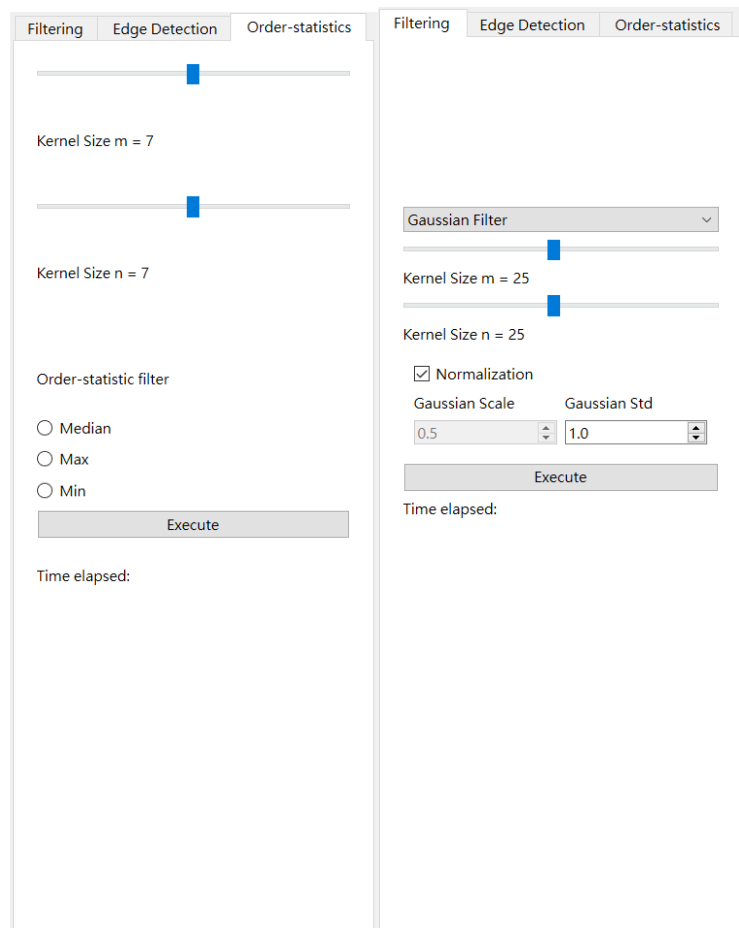 Filtering Edge Detection Order-statistics
Kernel Size m = 7
Kernel Size n = 7
Order-statistic filter
Median
Max
Min
Execute
Time elapsed:
Filtering Edge Detection Order-statistics
Gaussian Filter
Kernel Size m = 25
Kernel Size n = 25
Normalization
Gaussian Scale Gaussian Std
0.5 1.0
Execute
Time elapsed: